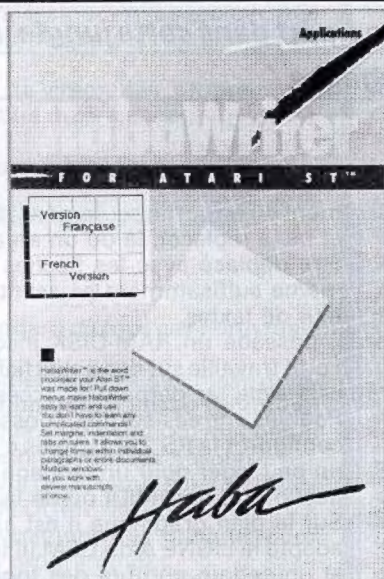 Applications
HabaWriter
FOR ATARI ST™
Version
Françaíse
French
Version
HabaWriter™ is the word
processor your Atari ST™
was made for! Pull down
menus make HabaWriter
easy to learn and use.
You don't have to learn any
complicated commands!
Set margins, indentation and
tabs on rulers. It allows you to
change format within individual
paragraphs or entire documents.
Multiple windows
let you work with
several manuscripts
at once.
Haba